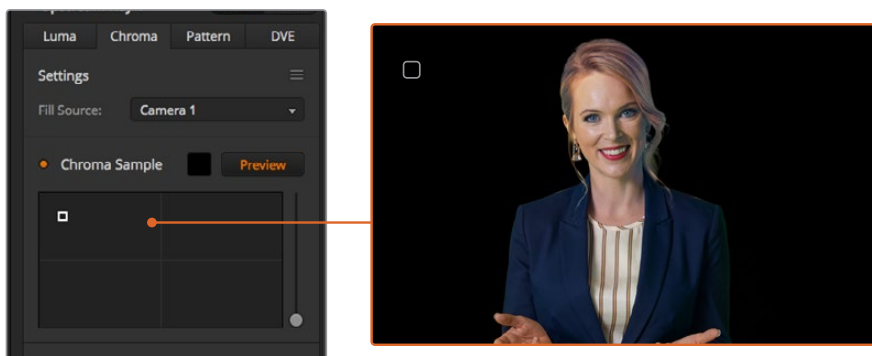 Luma Chroma Pattern DVE
Settings
Fill Source: Camera 1
Chroma Sample Preview